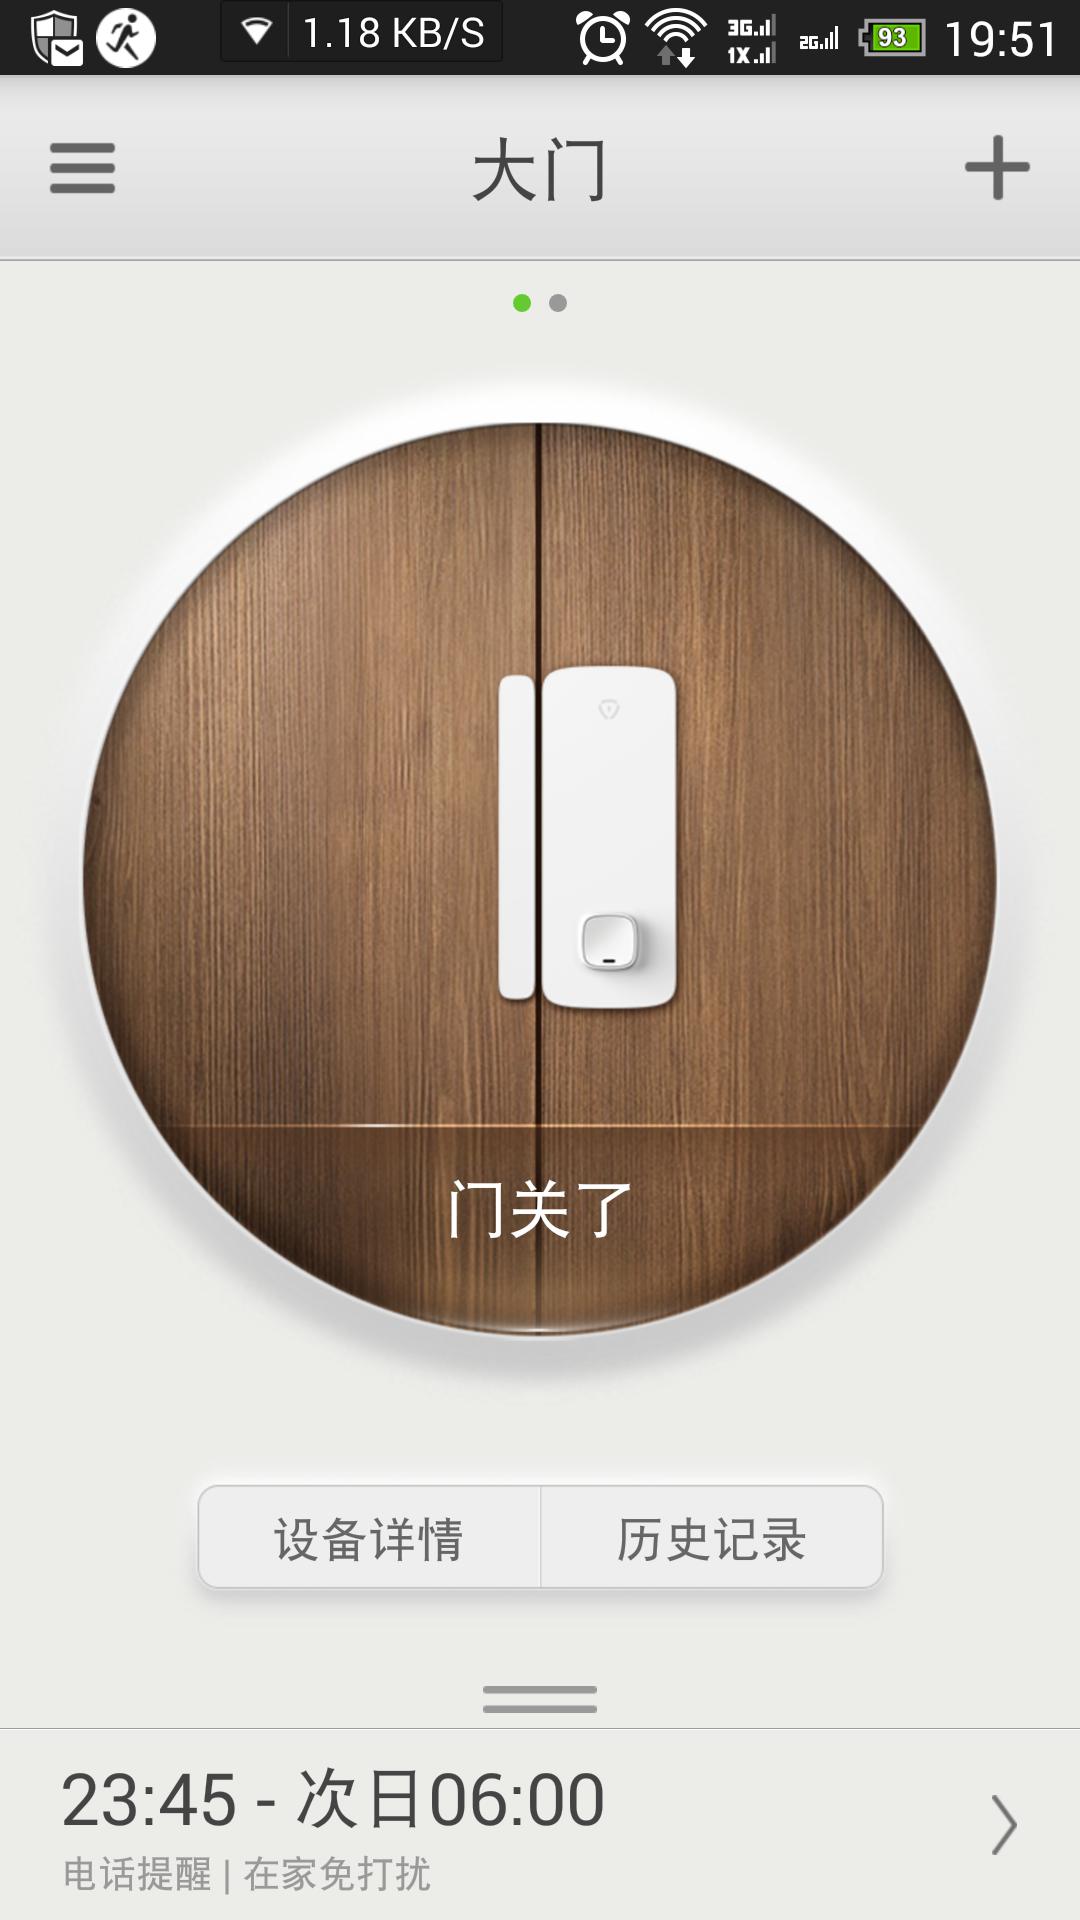 1.18 KB/S 3G 1X 2G 93 19:51
大门
门关了
设备详情 历史记录
23:45 - 次日06:00
电话提醒 | 在家免打扰